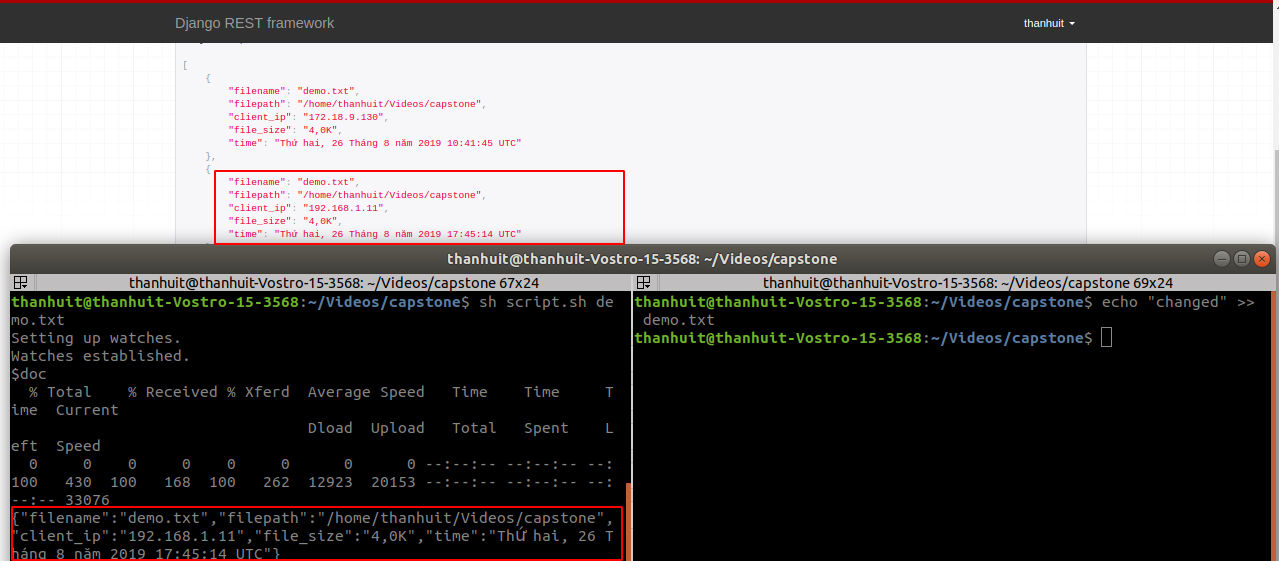 Django REST framework
thanhuit
[
{
"filename": "demo.txt",
"filepath": "/home/thanhuit/Videos/capstone",
"client_ip": "172.18.9.130",
"file_size": "4,0K",
"time": "Thứ hai, 26 Tháng 8 năm 2019 10:41:45 UTC"
},
{
"filename": "demo.txt",
"filepath": "/home/thanhuit/Videos/capstone",
"client_ip": "192.168.1.11",
"file_size": "4,0K",
"time": "Thứ hai, 26 Tháng 8 năm 2019 17:45:14 UTC"
thanhuit@thanhuit-Vostro-15-3568: ~/Videos/capstone
thanhuit@thanhuit-Vostro-15-3568: ~/Videos/capstone 67x24
thanhuit@thanhuit-Vostro-15-3568:~/Videos/capstone$ sh script.sh de
mo.txt
Setting up watches.
Watches established.
$doc
% Total % Received % Xferd Average Speed Time Time T
ime Current
Dload Upload Total Spent L
eft Speed
0 0 0 0 0 0 0 0 --:--:-- --:--:-- --:
100 430 100 168 100 262 12923 20153 --:--:-- --:--:-- --:
--:-- 33076
{"filename":"demo.txt","filepath":"/home/thanhuit/Videos/capstone",
"client_ip":"192.168.1.11","file_size":"4,0K","time":"Thứ hai, 26 T
háng 8 năm 2019 17:45:14 UTC"}
thanhuit@thanhuit-Vostro-15-3568: ~/Videos/capstone 69x24
thanhuit@thanhuit-Vostro-15-3568:~/Videos/capstone$ echo "changed" >>
demo.txt
thanhuit@thanhuit-Vostro-15-3568:~/Videos/capstone$